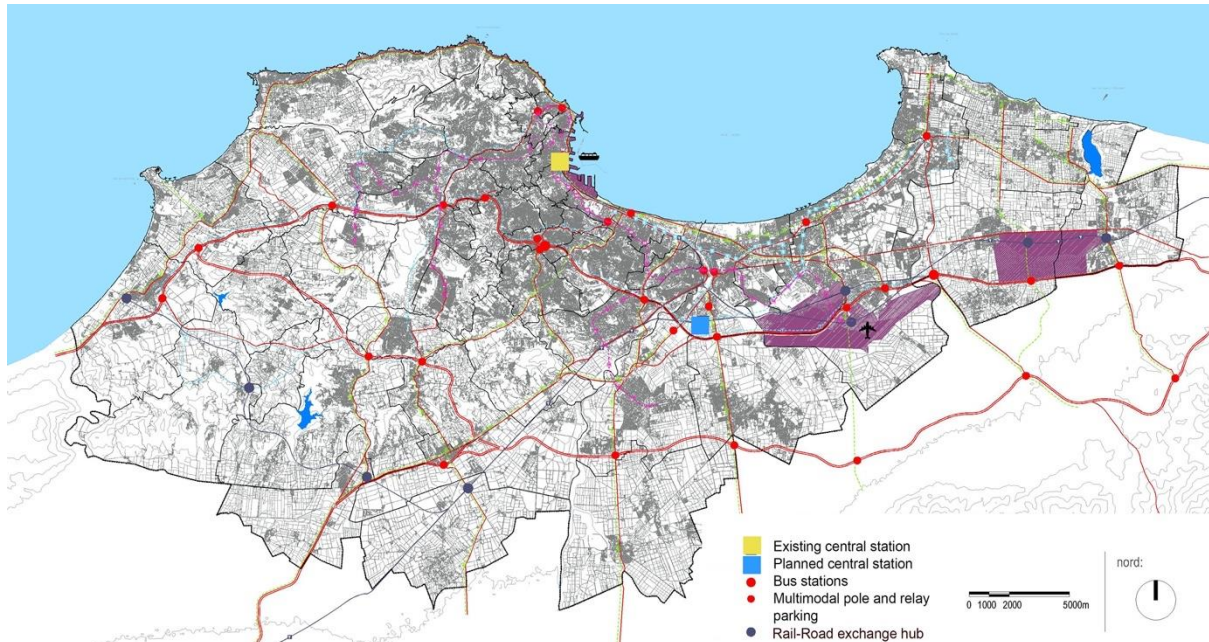 Existing central station
Planned central station
Bus stations
Multimodal pole and relay
parking
Rail-Road exchange hub
0 1000 2000 5000m
nord: